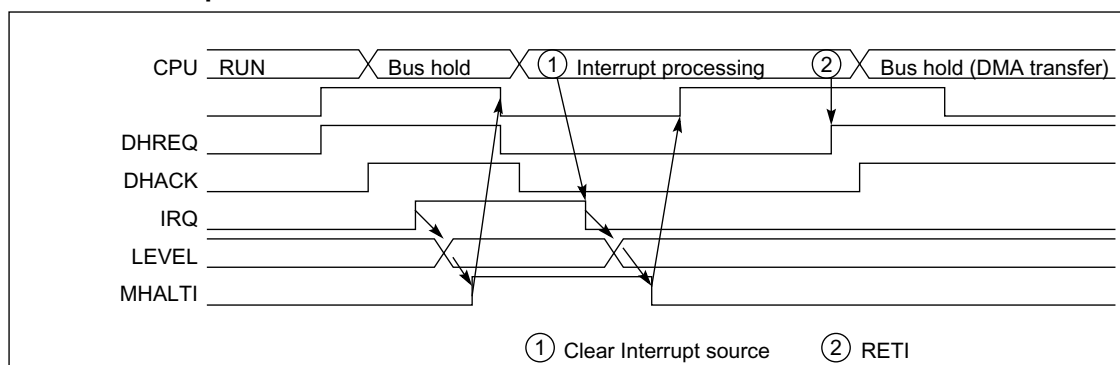 CPU RUN Bus hold 1 Interrupt processing 2 Bus hold (DMA transfer)
DHREQ
DHACK
IRQ
LEVEL
MHALTI
1 Clear Interrupt source 2 RETI